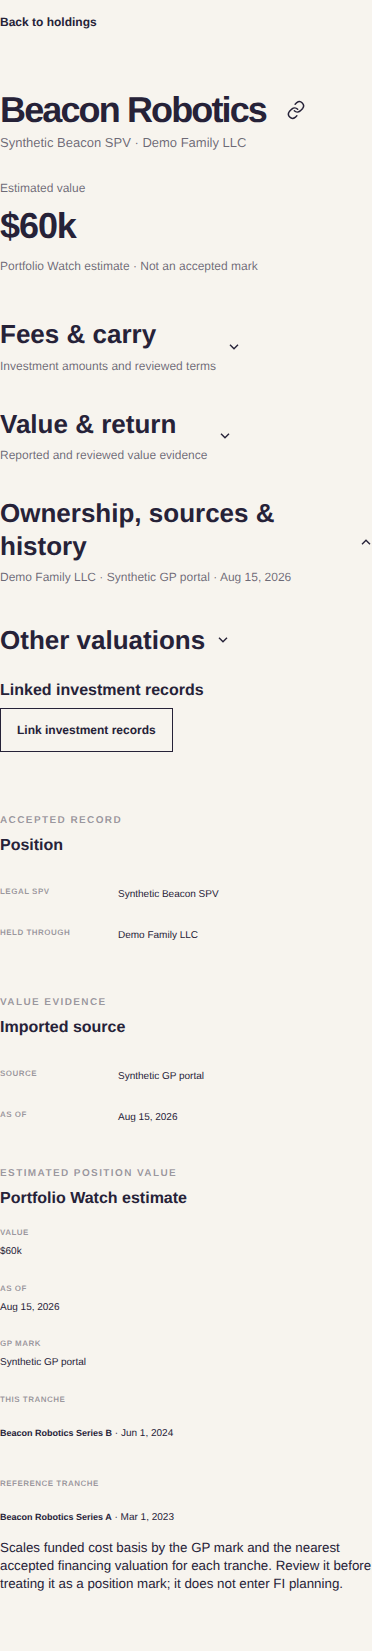 Back to holdings
Beacon Robotics
Synthetic Beacon SPV · Demo Family LLC
Estimated value
$60k
Portfolio Watch estimate · Not an accepted mark
Fees & carry
Investment amounts and reviewed terms
Value & return
Reported and reviewed value evidence
Ownership, sources &
history
Demo Family LLC · Synthetic GP portal · Aug 15, 2026
Other valuations
Linked investment records
Link investment records
ACCEPTED RECORD
Position
LEGAL SPV Synthetic Beacon SPV
HELD THROUGH Demo Family LLC
VALUE EVIDENCE
Imported source
SOURCE Synthetic GP portal
AS OF Aug 15, 2026
ESTIMATED POSITION VALUE
Portfolio Watch estimate
VALUE
$60k
AS OF
Aug 15, 2026
GP MARK
Synthetic GP portal
THIS TRANCHE
Beacon Robotics Series B · Jun 1, 2024
REFERENCE TRANCHE
Beacon Robotics Series A · Mar 1, 2023
Scales funded cost basis by the GP mark and the nearest
accepted financing valuation for each tranche. Review it before
treating it as a position mark; it does not enter FI planning.